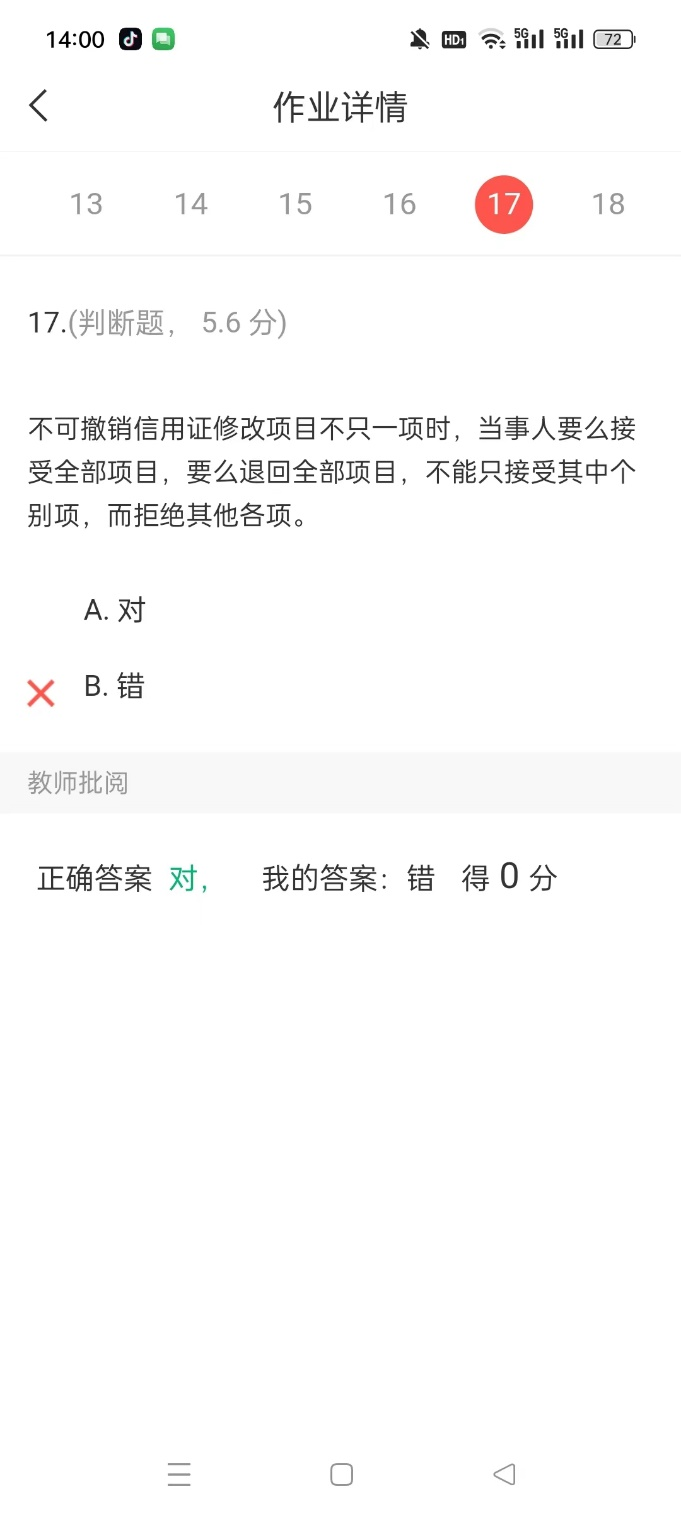 14:00 HD1 5G 5G 72
作业详情
13 14 15 16 17 18
17.(判断题， 5.6 分)
不可撤销信用证修改项目不只一项时，当事人要么接
受全部项目，要么退回全部项目，不能只接受其中个
别项，而拒绝其他各项。
A. 对
B. 错
教师批阅
正确答案 对， 我的答案：错 得 0 分